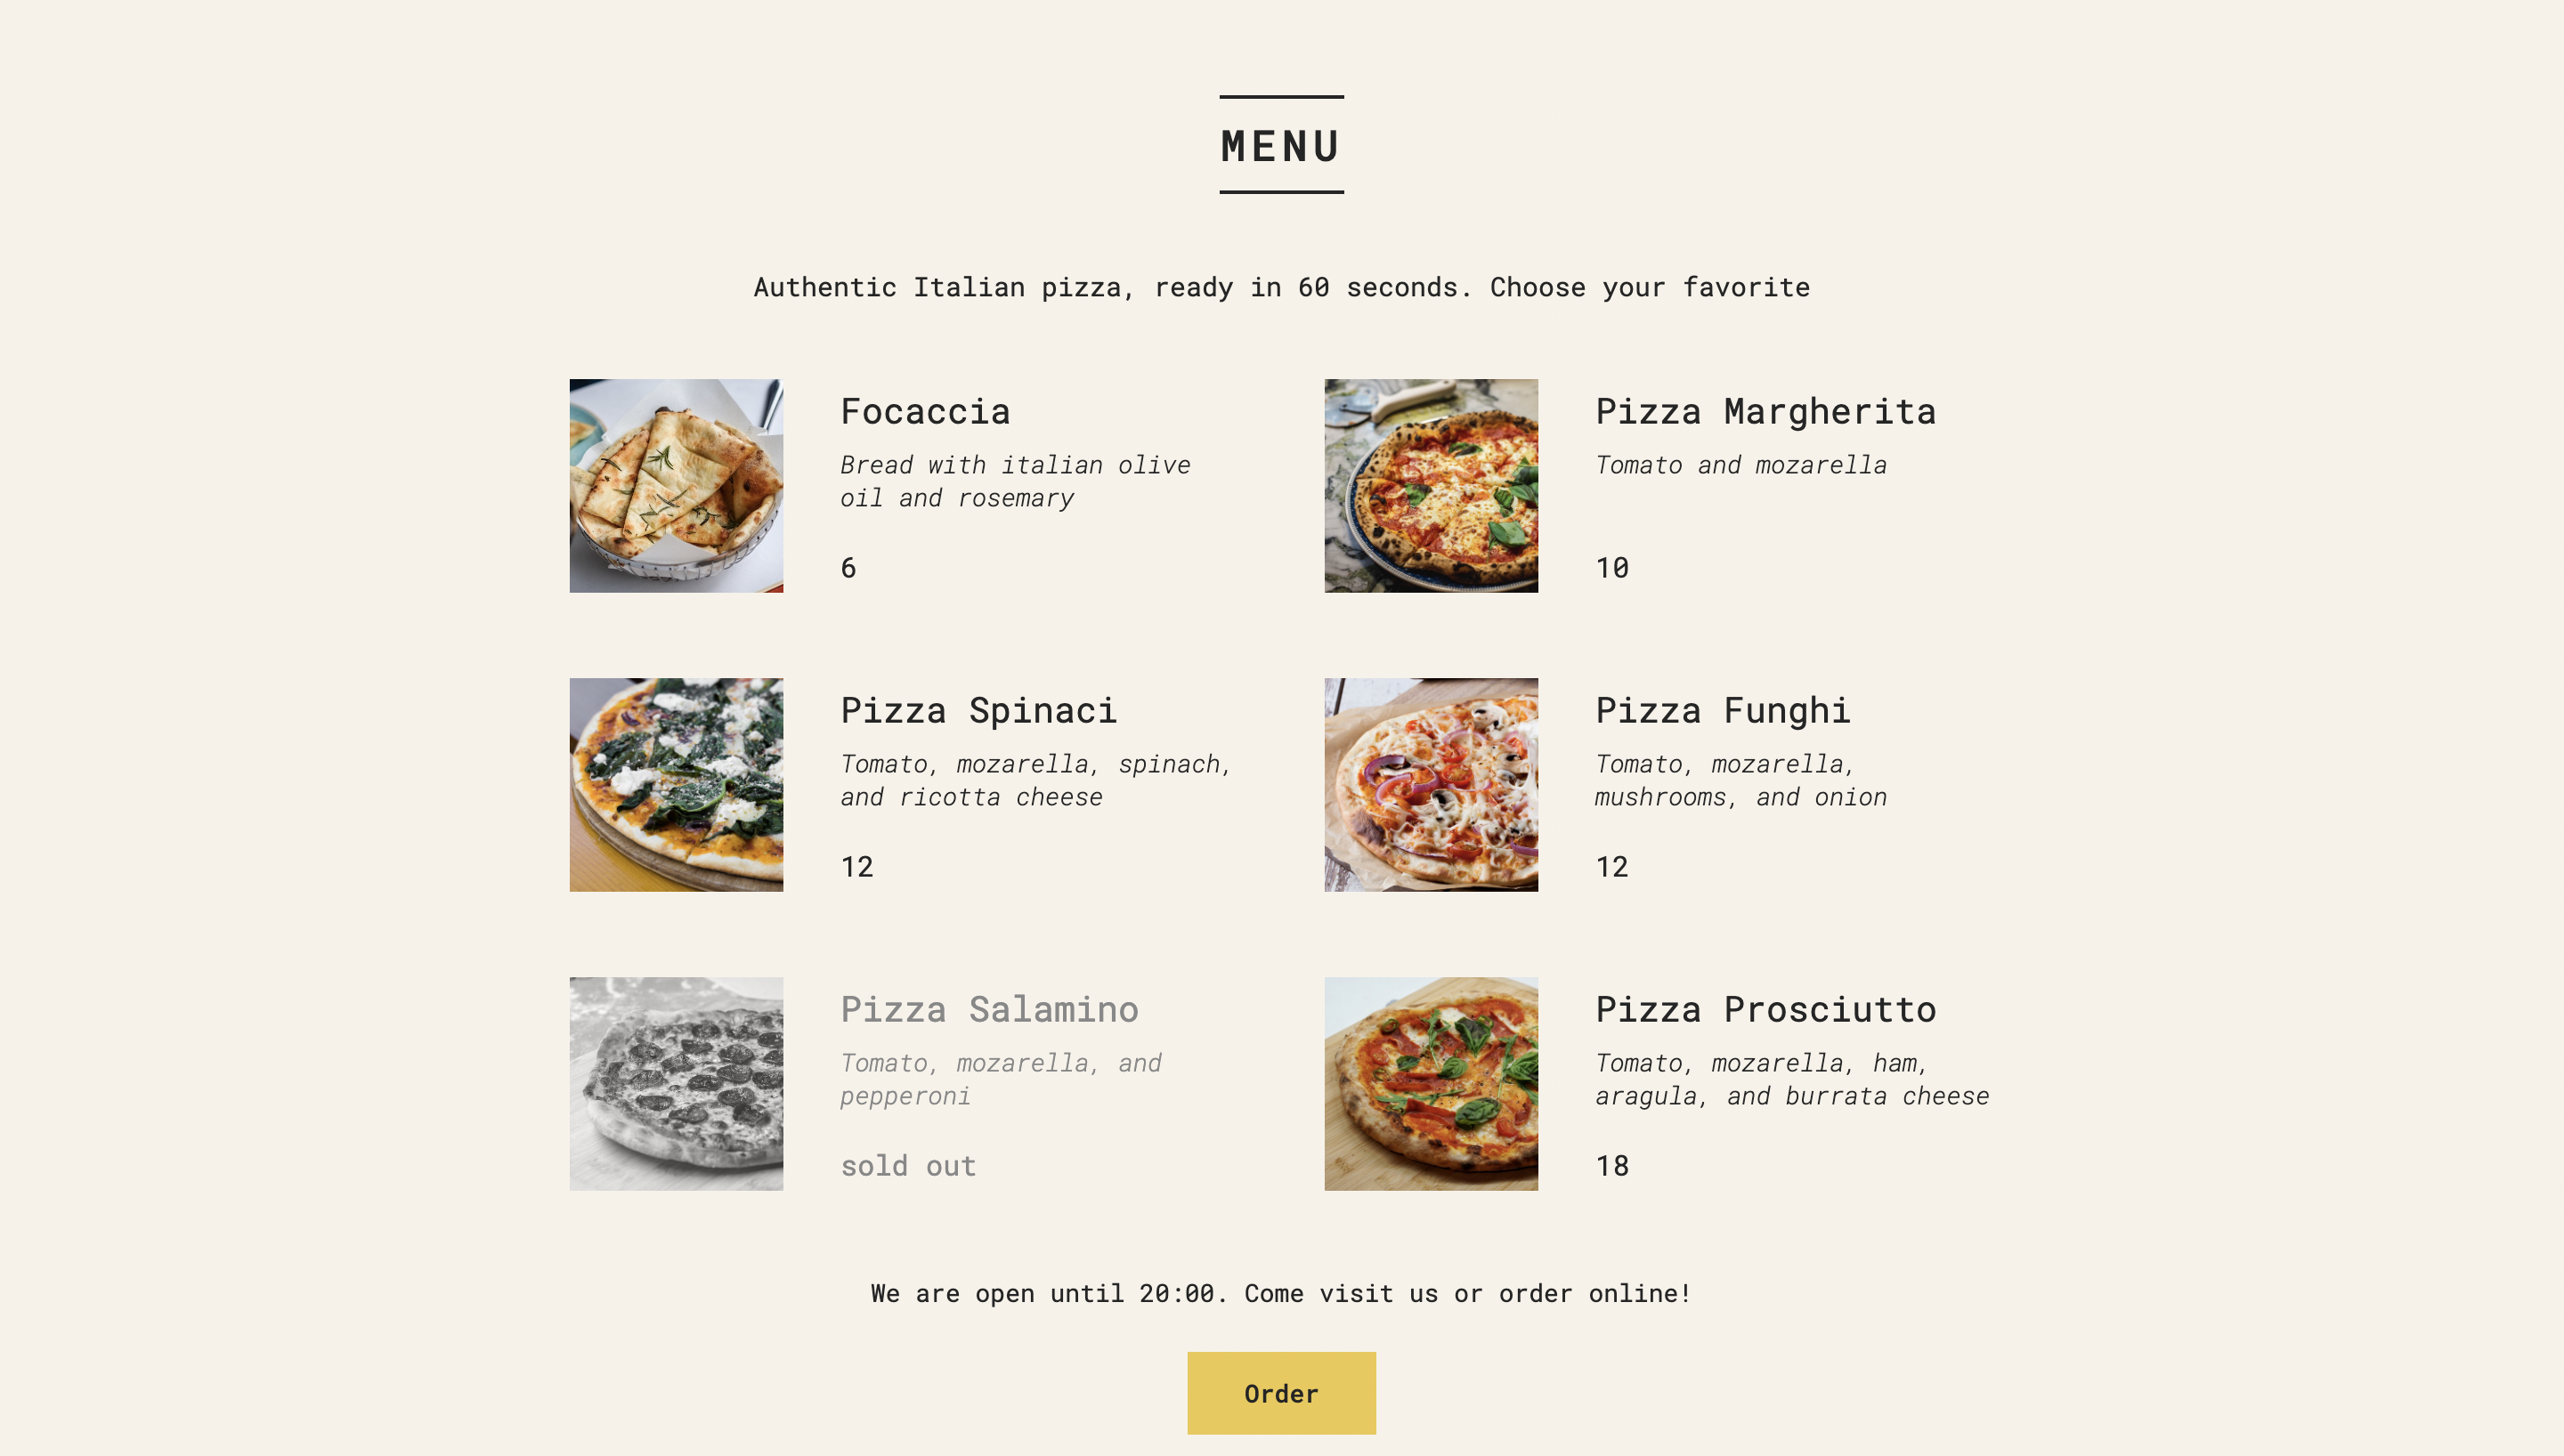 MENU
Authentic Italian pizza, ready in 60 seconds. Choose your favorite
Focaccia
Bread with italian olive
oil and rosemary
6
Pizza Margherita
Tomato and mozarella
10
Pizza Spinaci
Tomato, mozarella, spinach,
and ricotta cheese
12
Pizza Funghi
Tomato, mozarella,
mushrooms, and onion
12
Pizza Salamino
Tomato, mozarella, and
pepperoni
sold out
Pizza Prosciutto
Tomato, mozarella, ham,
aragula, and burrata cheese
18
We are open until 20:00. Come visit us or order online!
Order